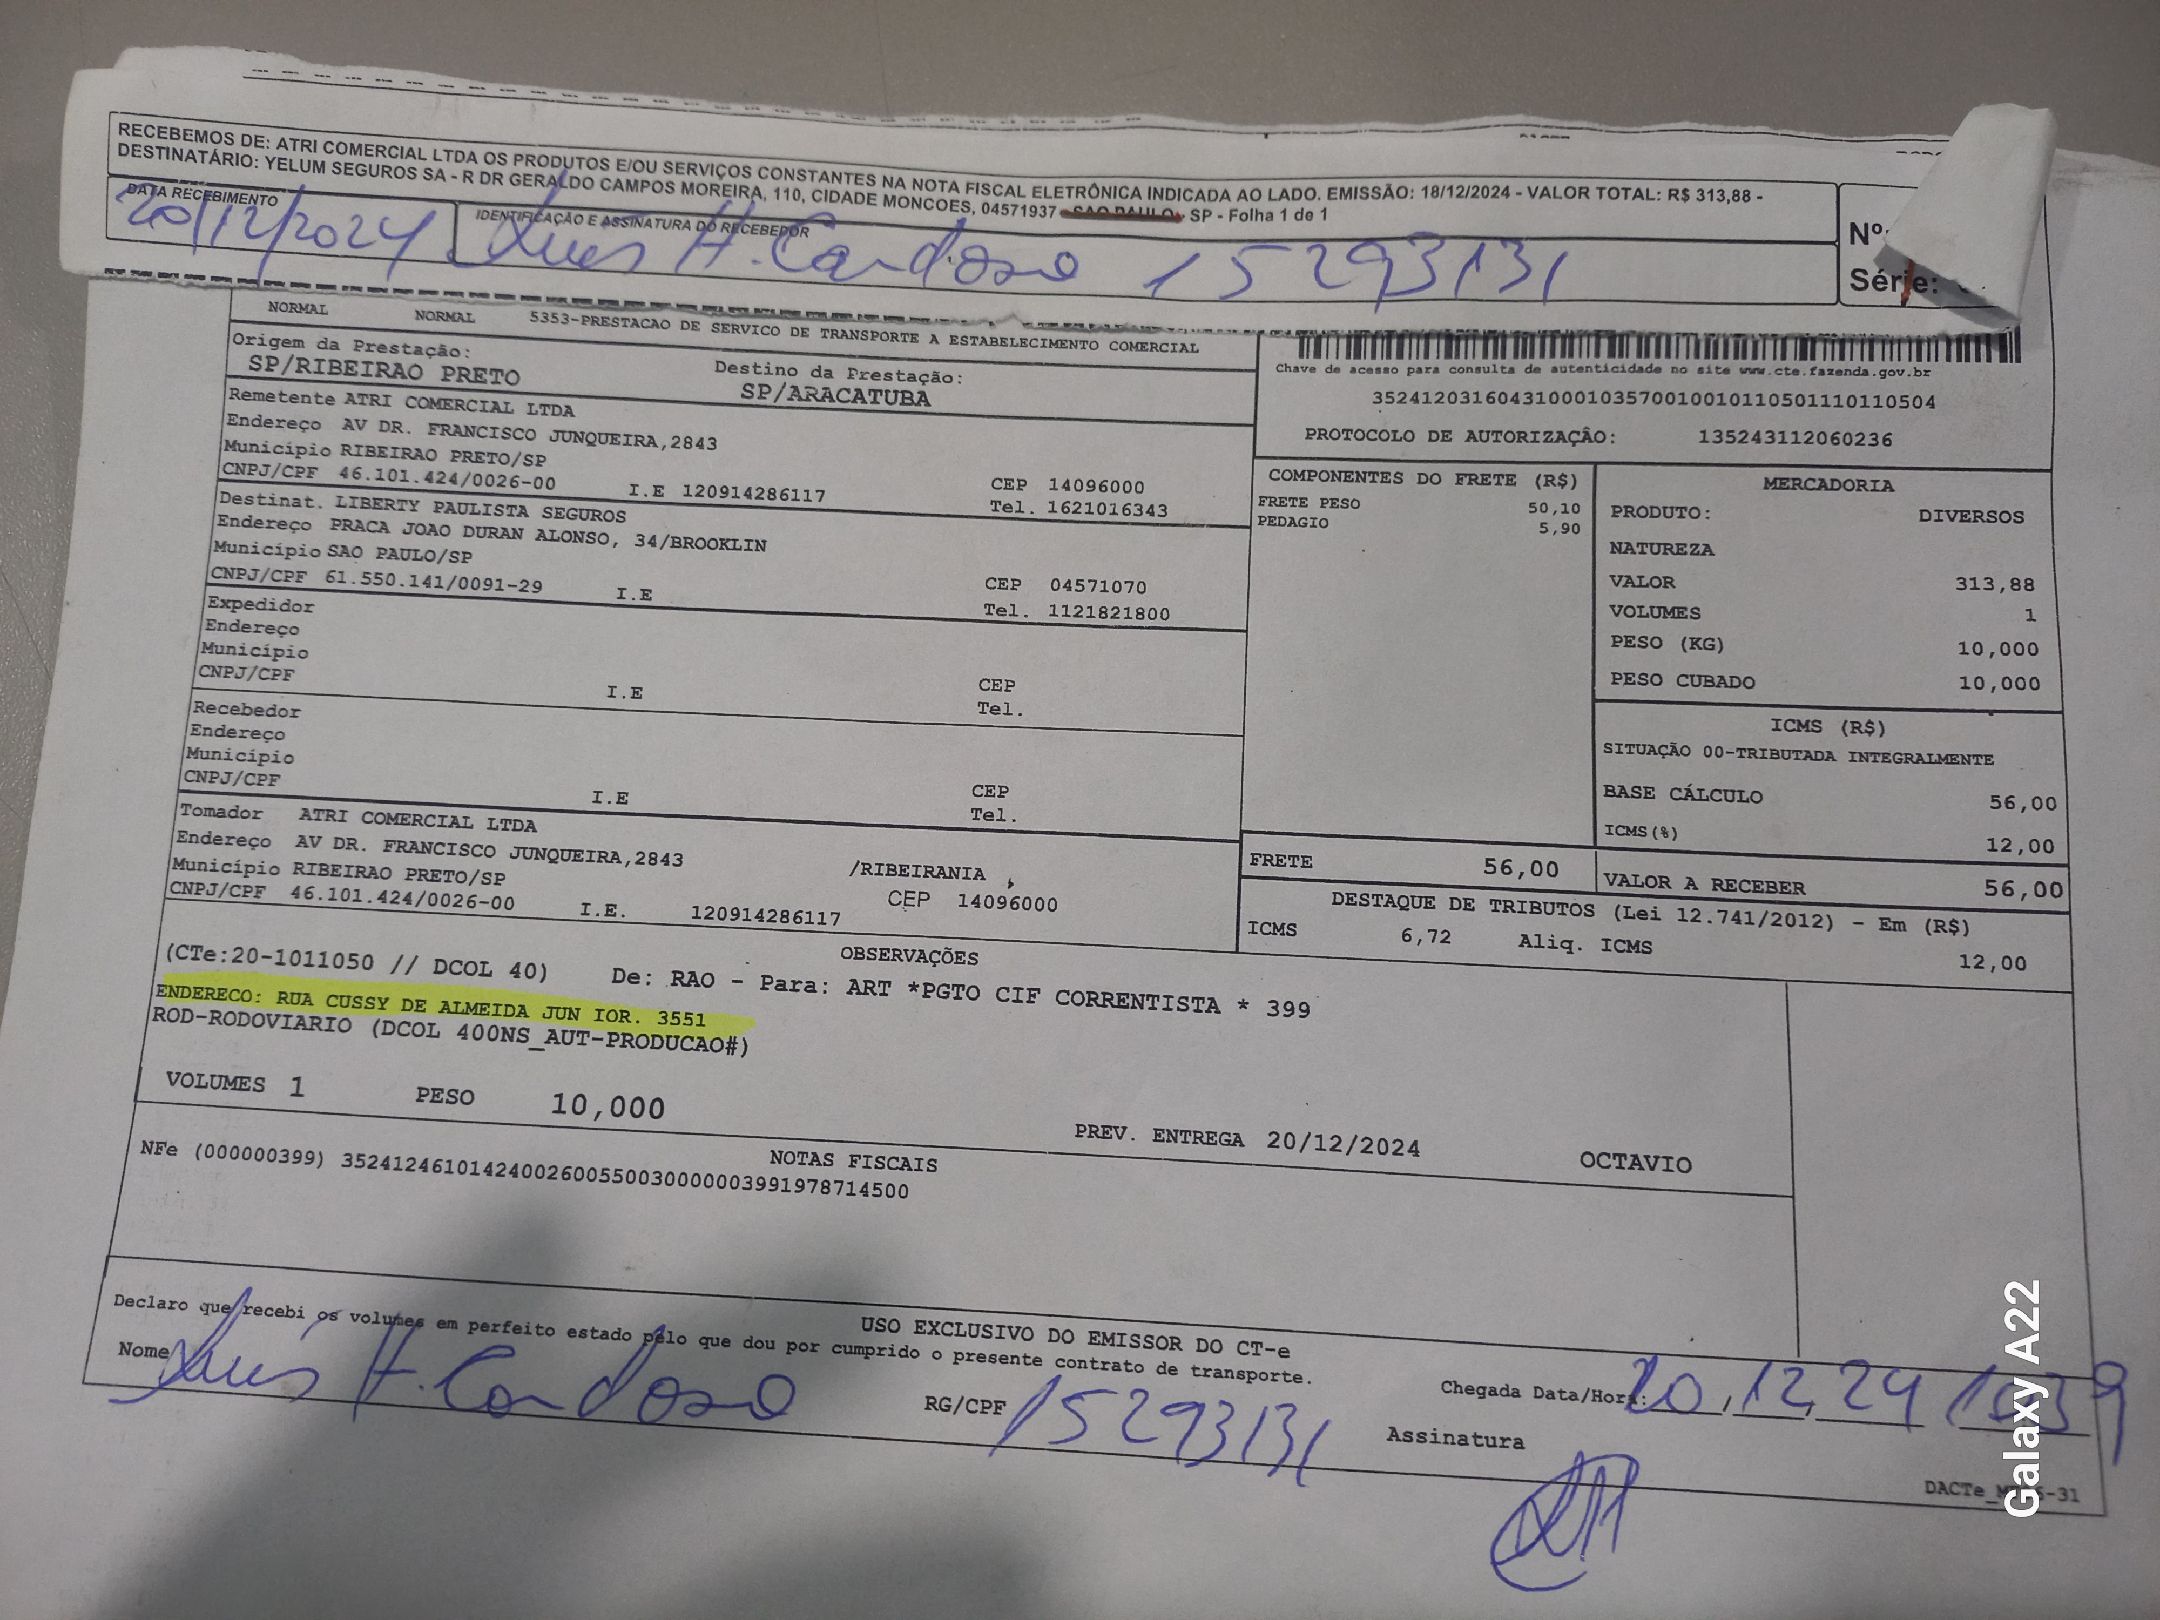 RECEBEMOS DE: ATRI COMERCIAL LTDA OS PRODUTOS E/OU SERVIÇOS CONSTANTES NA NOTA FISCAL ELETRÔNICA INDICADA AO LADO. EMISSÃO: 18/12/2024 - VALOR TOTAL: R$ 313,88 -
DESTINATÁRIO: YELUM SEGUROS SA - R DR GERALDO CAMPOS MOREIRA, 110, CIDADE MONCOES, 04571937 - SAO PAULO - SP - Folha 1 de 1
DATA RECEBIMENTO
20/12/2024
IDENTIFICAÇÃO E ASSINATURA DO RECEBEDOR
Luis H. Cardoso 15293131
Nº:
Série:
NORMAL NORMAL 5353-PRESTACAO DE SERVICO DE TRANSPORTE A ESTABELECIMENTO COMERCIAL
Origem da Prestação:
SP/RIBEIRAO PRETO
Destino da Prestação:
SP/ARACATUBA
Chave de acesso para consulta de autenticidade no site www.cte.fazenda.gov.br
35241203160431000103570010010110501110110504
PROTOCOLO DE AUTORIZAÇÂO: 135243112060236
Remetente ATRI COMERCIAL LTDA
Endereço AV DR. FRANCISCO JUNQUEIRA,2843
Município RIBEIRAO PRETO/SP CEP 14096000
CNPJ/CPF 46.101.424/0026-00 I.E 120914286117 Tel. 1621016343
Destinat. LIBERTY PAULISTA SEGUROS
Endereço PRACA JOAO DURAN ALONSO, 34/BROOKLIN
Município SAO PAULO/SP CEP 04571070
CNPJ/CPF 61.550.141/0091-29 I.E Tel. 1121821800
Expedidor
Endereço
Município CEP
CNPJ/CPF I.E Tel.
Recebedor
Endereço
Município CEP
CNPJ/CPF I.E Tel.
Tomador ATRI COMERCIAL LTDA
Endereço AV DR. FRANCISCO JUNQUEIRA,2843 /RIBEIRANIA ,
Município RIBEIRAO PRETO/SP CEP 14096000
CNPJ/CPF 46.101.424/0026-00 I.E. 120914286117
COMPONENTES DO FRETE (R$)
FRETE PESO 50,10
PEDAGIO 5,90
MERCADORIA
PRODUTO: DIVERSOS
NATUREZA
VALOR 313,88
VOLUMES 1
PESO (KG) 10,000
PESO CUBADO 10,000
ICMS (R$)
SITUAÇÃO 00-TRIBUTADA INTEGRALMENTE
BASE CÁLCULO 56,00
ICMS(%) 12,00
FRETE 56,00 VALOR A RECEBER 56,00
DESTAQUE DE TRIBUTOS (Lei 12.741/2012) - Em (R$)
ICMS 6,72 Aliq. ICMS 12,00
OBSERVAÇÕES
(CTe:20-1011050 // DCOL 40) De: RAO - Para: ART *PGTO CIF CORRENTISTA * 399
ENDERECO: RUA CUSSY DE ALMEIDA JUN IOR. 3551
ROD-RODOVIARIO (DCOL 400NS_AUT-PRODUCAO#)
VOLUMES 1 PESO 10,000 PREV. ENTREGA 20/12/2024 OCTAVIO
NOTAS FISCAIS
NFe (000000399) 35241246101424002600550030000003991978714500
USO EXCLUSIVO DO EMISSOR DO CT-e
Declaro que recebi os volumes em perfeito estado pelo que dou por cumprido o presente contrato de transporte.
Nome Luis H. Cardoso RG/CPF 15293131 Chegada Data/Hora: 20,12,24 1039
Assinatura
Galaxy A22